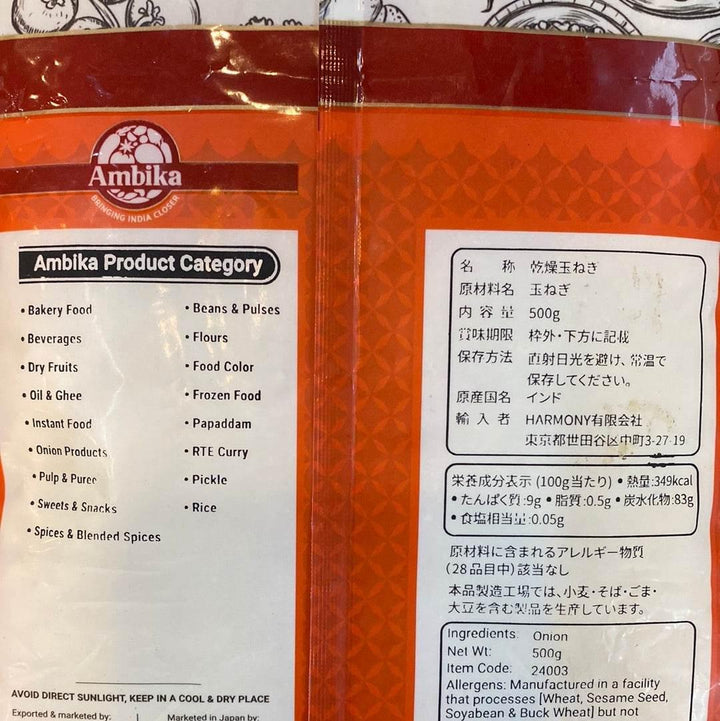 Ambika
BRINGING INDIA CLOSER
Ambika Product Category
• Bakery Food
• Beverages
• Dry Fruits
• Oil & Ghee
• Instant Food
• Onion Products
• Pulp & Puree
• Sweets & Snacks
• Spices & Blended Spices
• Beans & Pulses
• Flours
• Food Color
• Frozen Food
• Papaddam
• RTE Curry
• Pickle
• Rice
AVOID DIRECT SUNLIGHT, KEEP IN A COOL & DRY PLACE
Exported & marketed by:
Marketed in Japan by:
名 称 乾燥玉ねき
原材料名 玉ねぎ
内 容 量 500g
賞味期限 枠外・下方に記載
保存方法 直射日光を避け、常温で
保存してください。
原産国名 インド
輸 入 者 HARMONY有限会社
東京都世田谷区中町3-27-19
栄養成分表示 (100g当たり) • 熱量:349kcal
• たんぱく質:9g • 脂質:0.5g • 炭水化物:83g
• 食塩相当量:0.05g
原材料に含まれるアレルギー物質
(28品目中)該当なし
本品製造工場では、小麦・そば・ごま・
大豆を含む製品を生産しています。
Ingredients: Onion
Net Wt: 500g
Item Code: 24003
Allergens: Manufactured in a facility
that processes [Wheat, Sesame Seed,
Soyabean & Buck Wheat] but not